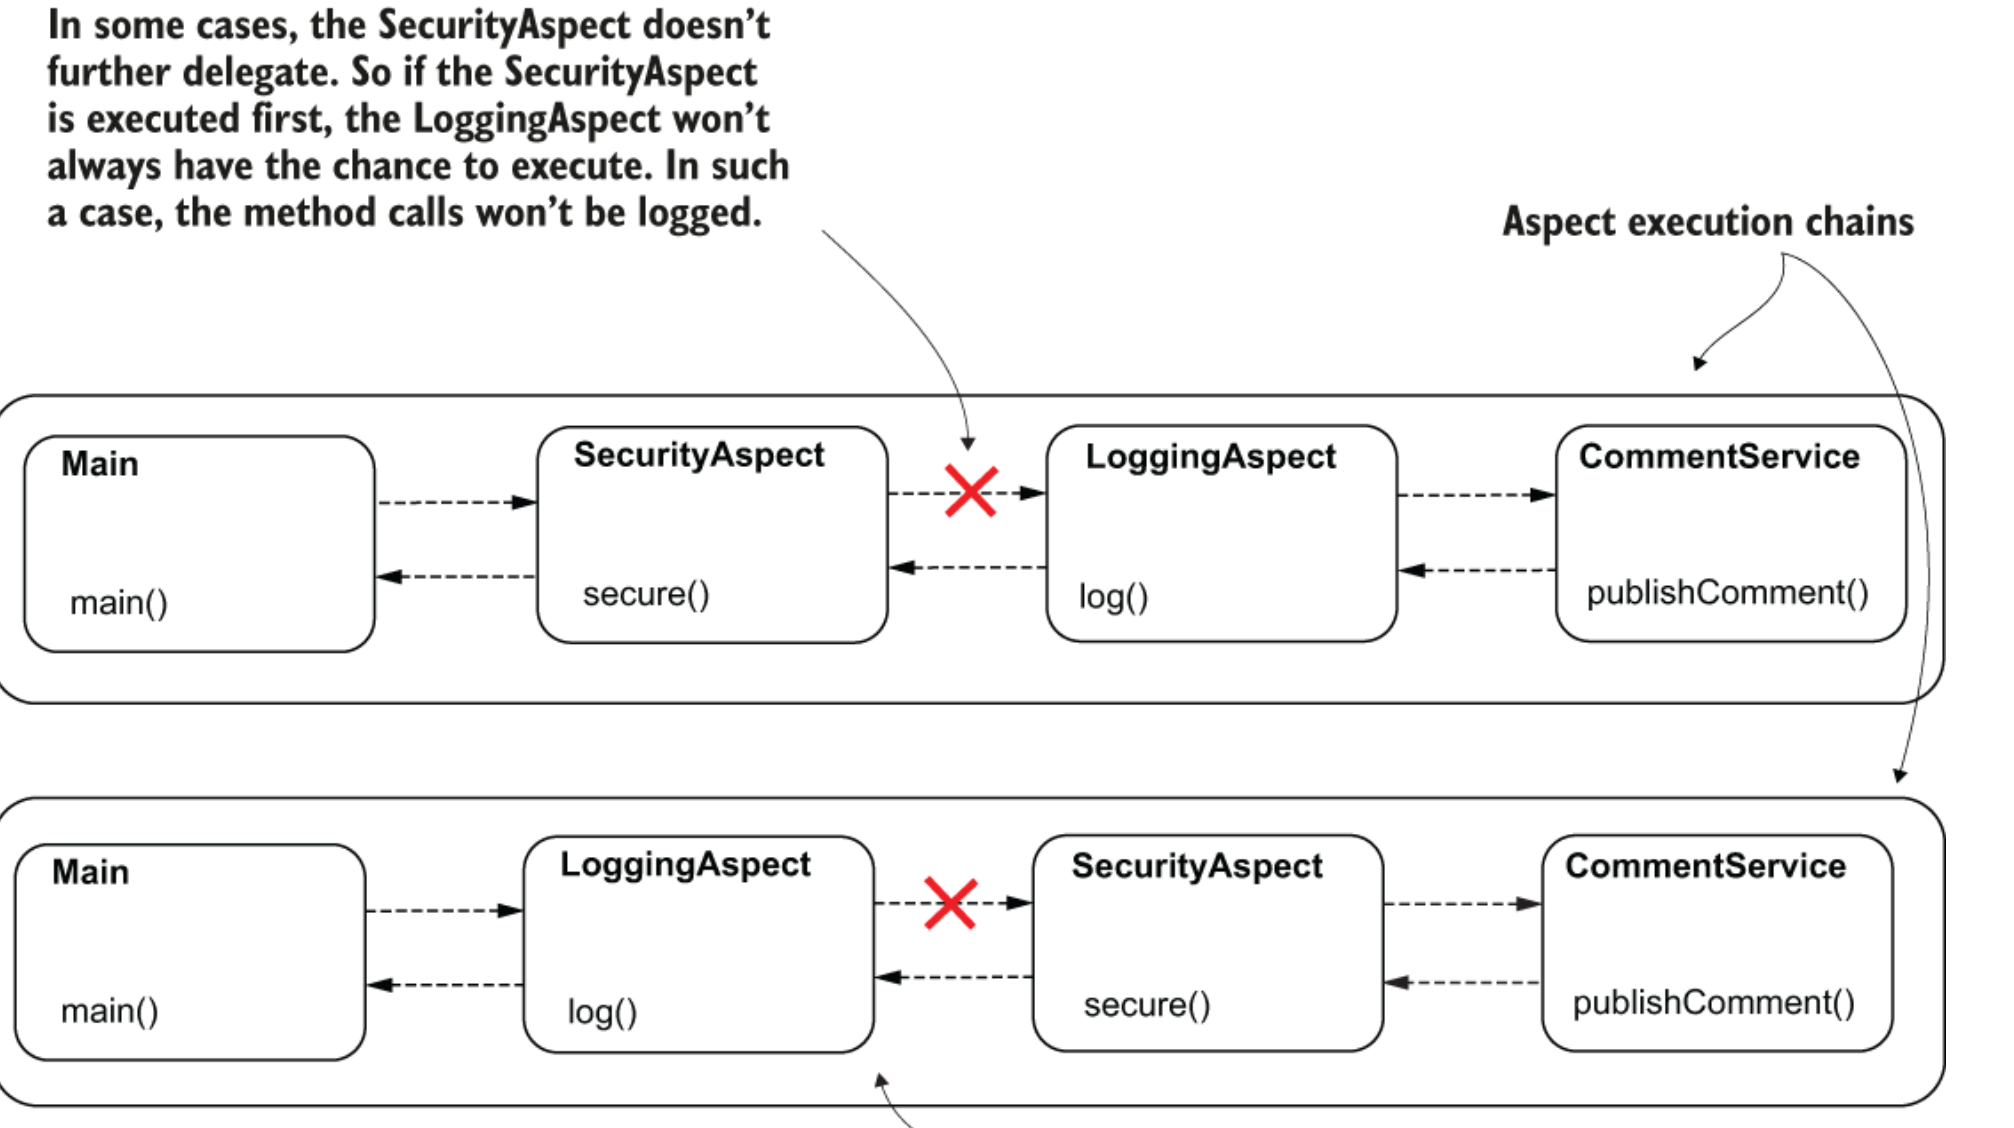 In some cases, the SecurityAspect doesn't
further delegate. So if the SecurityAspect
is executed first, the LoggingAspect won't
always have the chance to execute. In such
a case, the method calls won't be logged.
Aspect execution chains
Main
SecurityAspect
LoggingAspect
CommentService
main()
secure()
log()
publishComment()
Main
LoggingAspect
SecurityAspect
CommentService
main()
log()
secure()
publishComment()